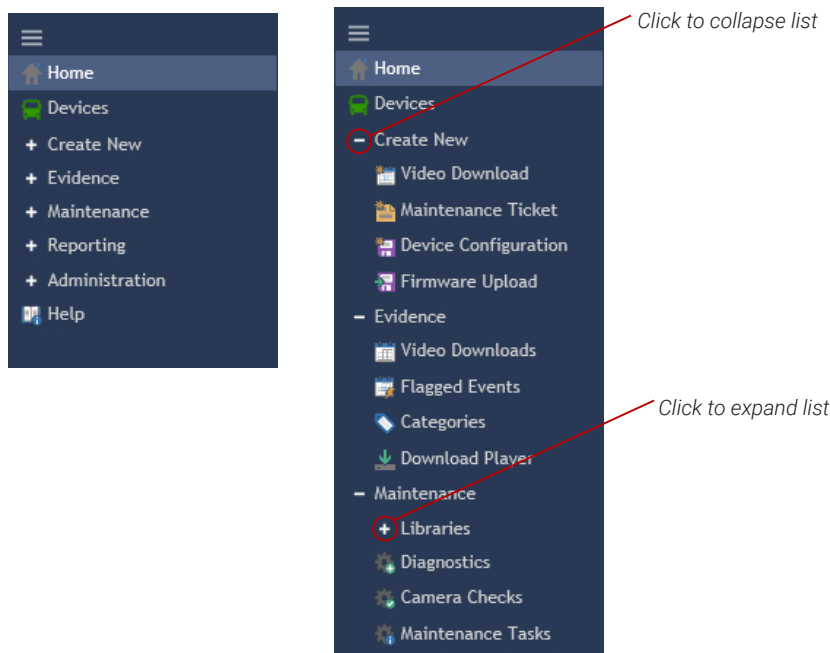 Home
Devices
+ Create New
+ Evidence
+ Maintenance
+ Reporting
+ Administration
Help
Click to collapse list
Home
Devices
- Create New
Video Download
Maintenance Ticket
Device Configuration
Firmware Upload
- Evidence
Video Downloads
Flagged Events
Categories
Download Player
Click to expand list
- Maintenance
+ Libraries
Diagnostics
Camera Checks
Maintenance Tasks